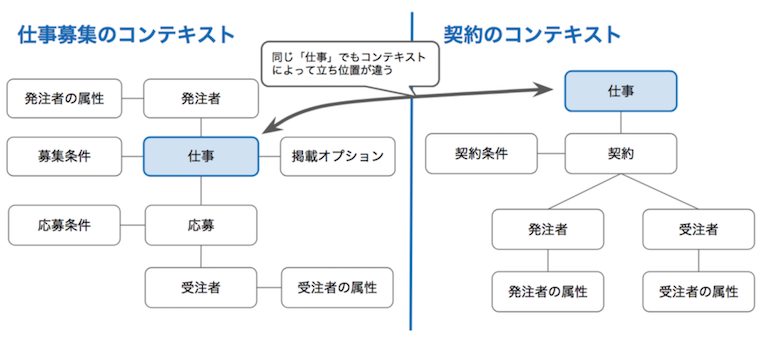 仕事募集のコンテキスト
契約のコンテキスト
同じ「仕事」でもコンテキスト
によって立ち位置が違う
発注者の属性
発注者
募集条件
仕事
掲載オプション
応募条件
応募
受注者
受注者の属性
仕事
契約条件
契約
発注者
受注者
発注者の属性
受注者の属性